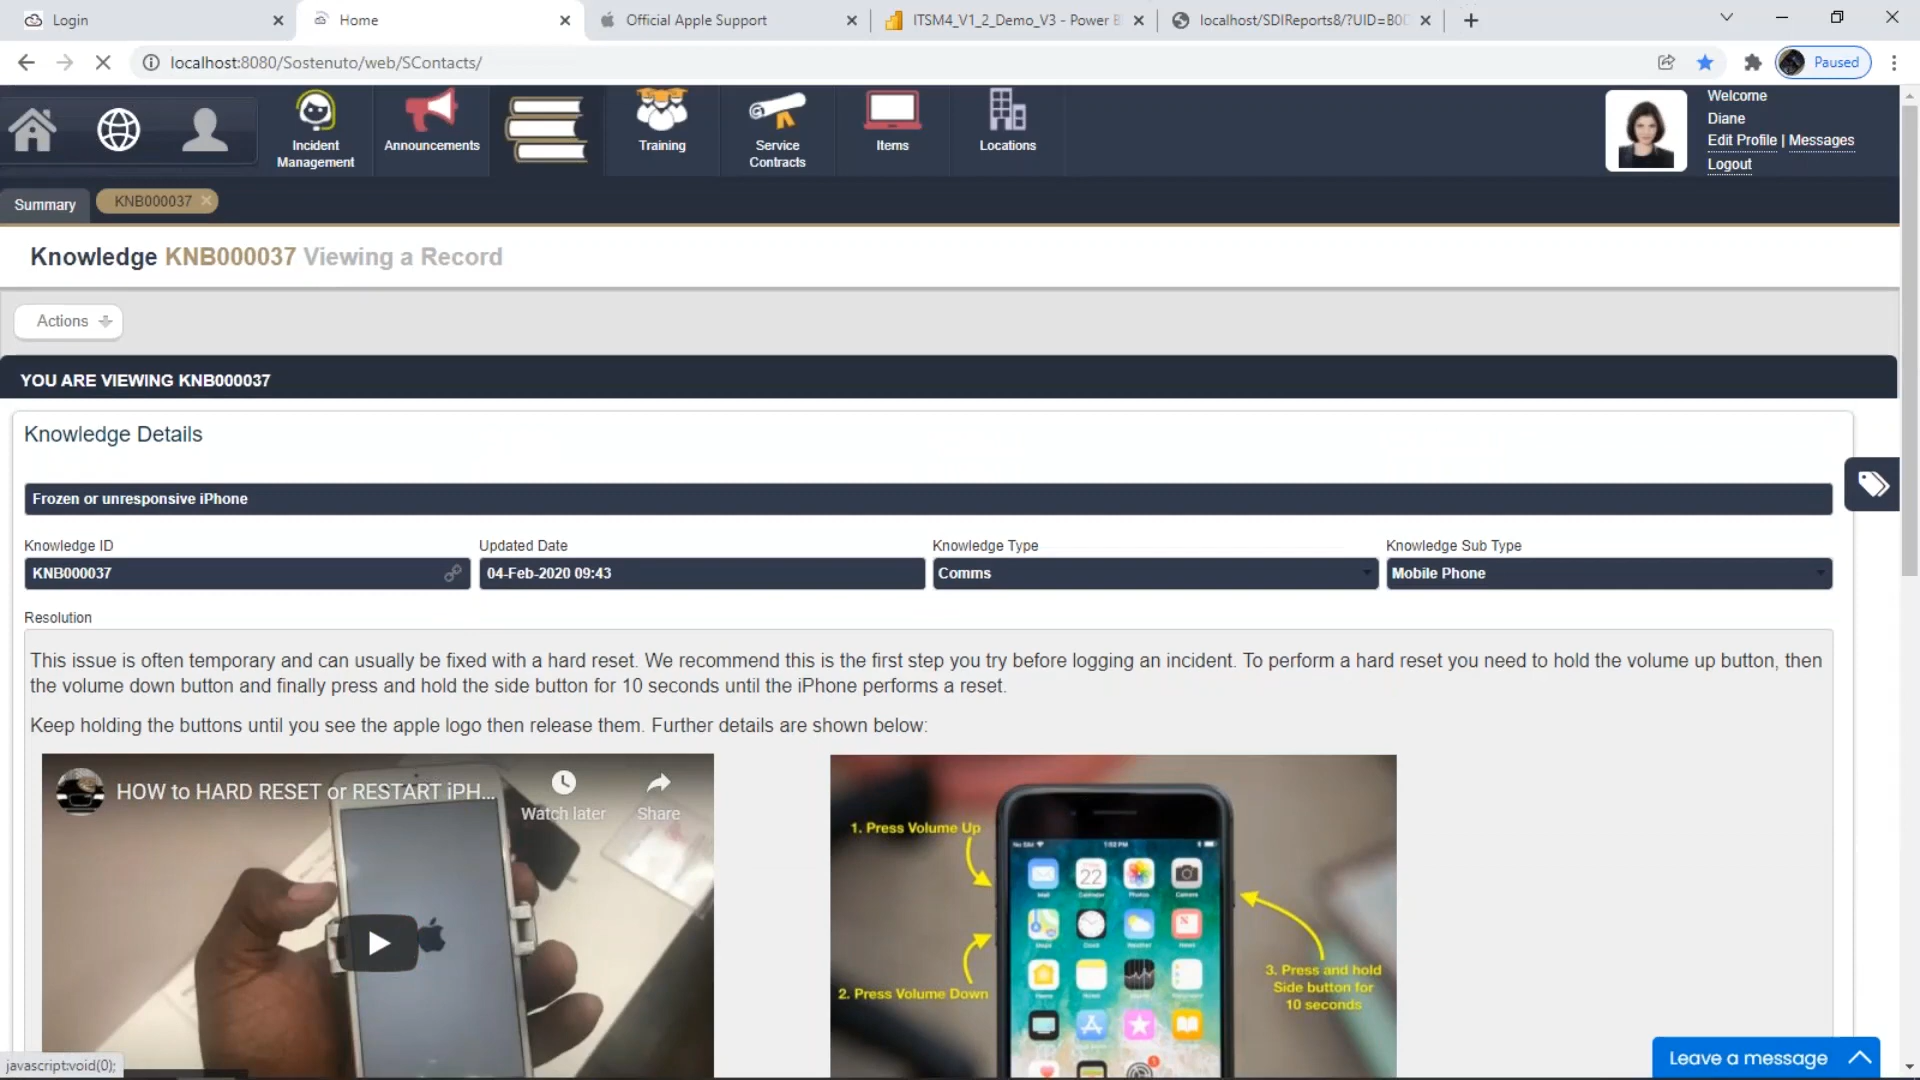 Login
Home
Official Apple Support
ITSM4_V1_2_Demo_V3 - Power B
localhost/SDIReports8/?UID=B0D
localhost:8080/Sostenuto/web/SContacts/
Paused
Incident
Management
Announcements
Training
Service
Contracts
Items
Locations
Welcome
Diane
Edit Profile | Messages
Logout
Summary
KNB000037
Knowledge KNB000037 Viewing a Record
Actions
YOU ARE VIEWING KNB000037
Knowledge Details
Frozen or unresponsive iPhone
Knowledge ID
Updated Date
Knowledge Type
Knowledge Sub Type
KNB000037
04-Feb-2020 09:43
Comms
Mobile Phone
Resolution
This issue is often temporary and can usually be fixed with a hard reset. We recommend this is the first step you try before logging an incident. To perform a hard reset you need to hold the volume up button, then
the volume down button and finally press and hold the side button for 10 seconds until the iPhone performs a reset.
Keep holding the buttons until you see the apple logo then release them. Further details are shown below:
HOW to HARD RESET or RESTART iPH...
Watch later
Share
1. Press Volume Up
2. Press Volume Down
3. Press and hold
Side button for
10 seconds
No SIM
1:52 PM
22
Leave a message
javascript:void(0);